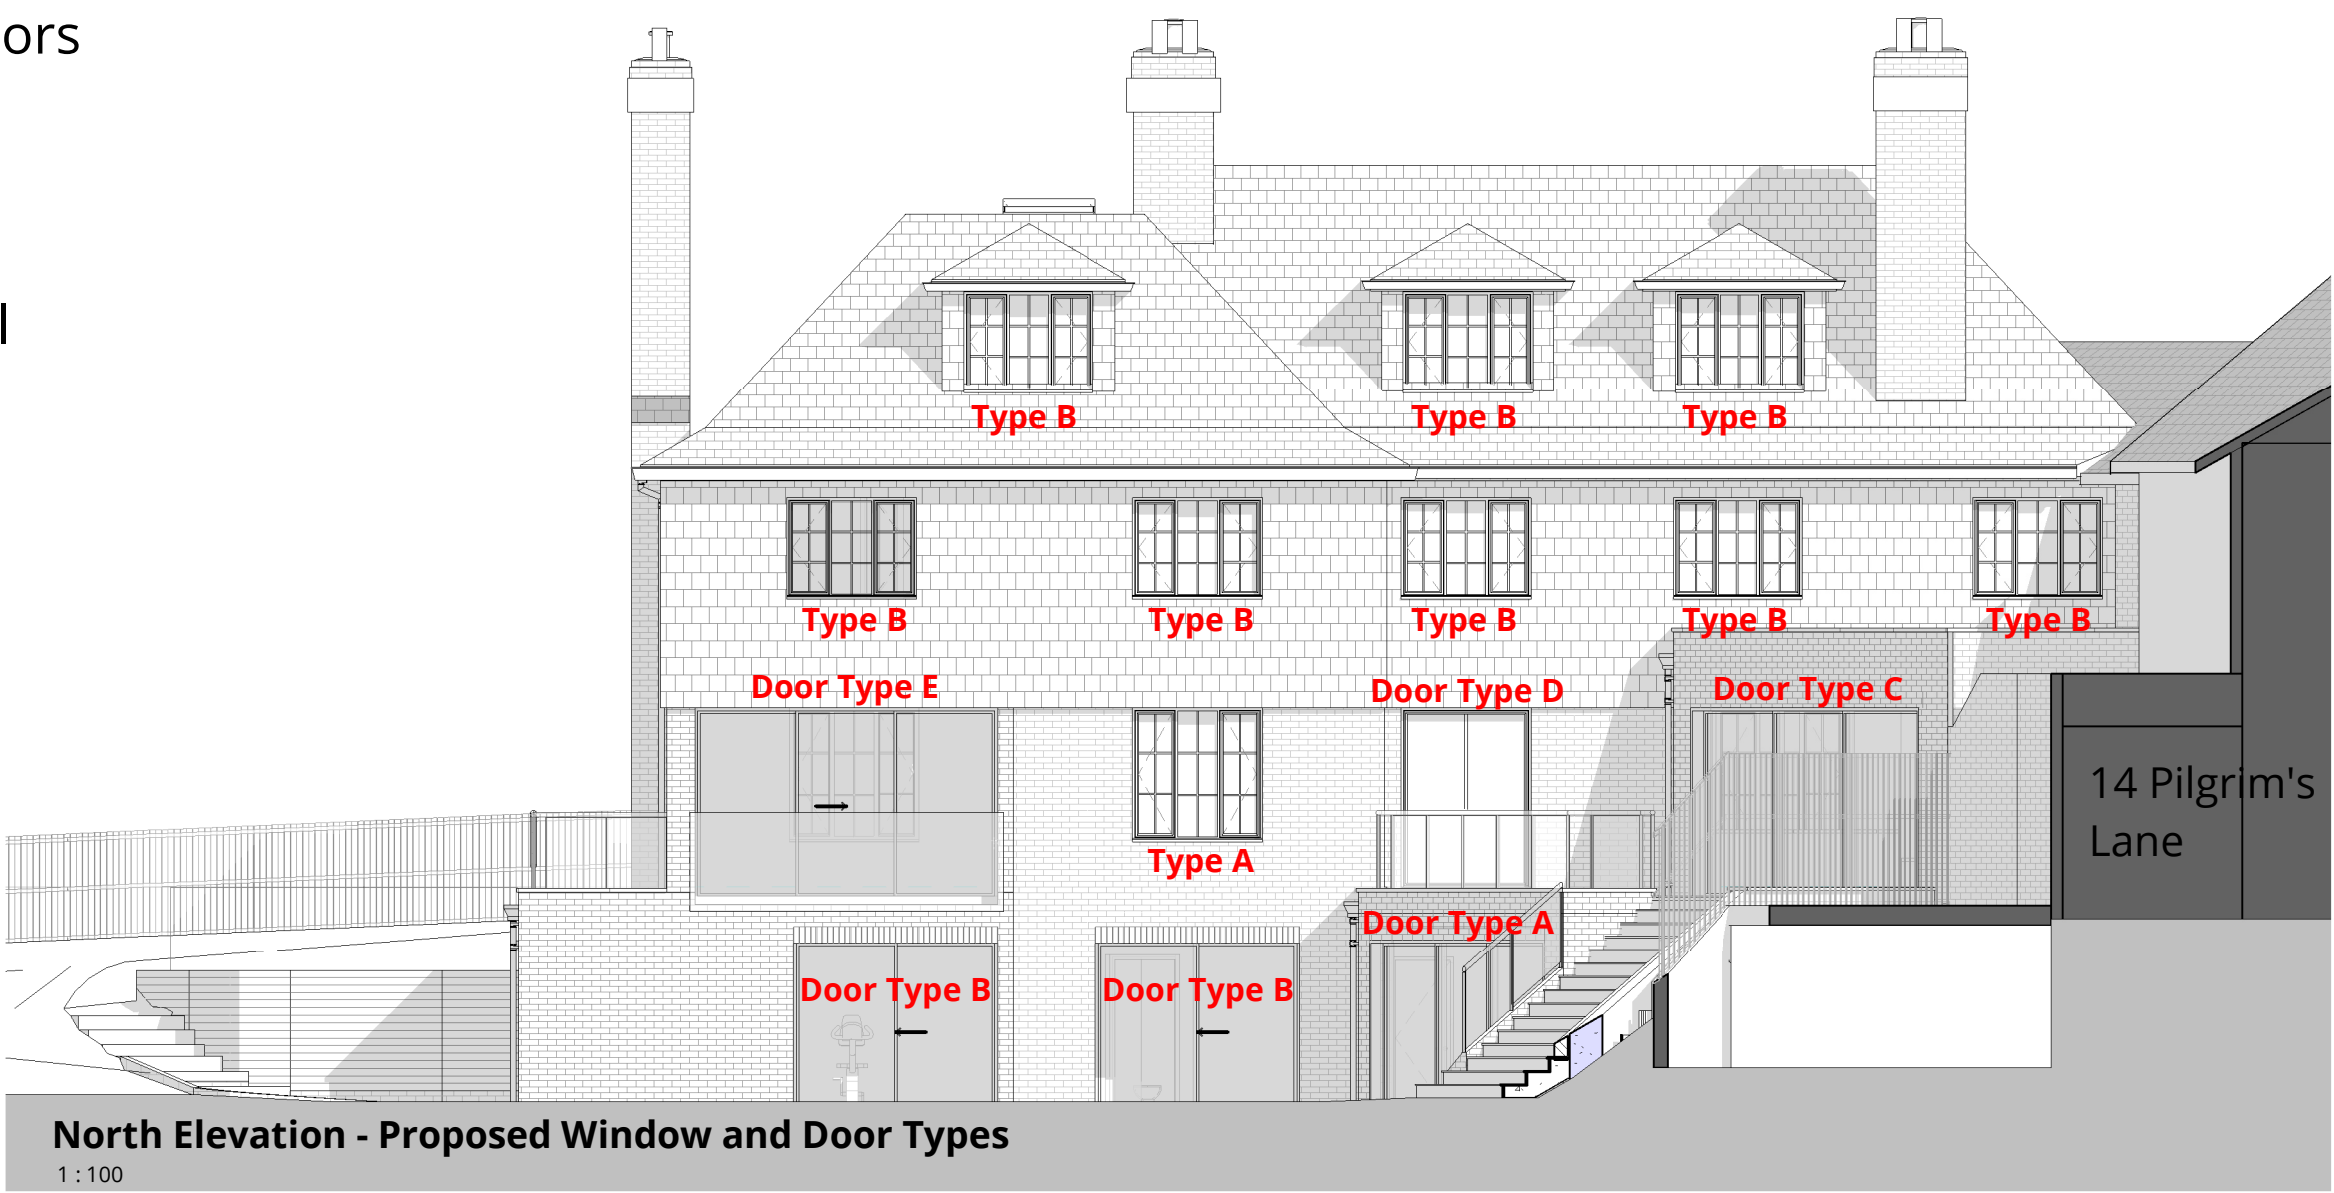 ors
Type B
Type B
Type B
Type B
Type B
Type B
Type B
Type B
Door Type E
Door Type D
Door Type C
14 Pilgrim's
Lane
Type A
Door Type A
Door Type B
Door Type B
North Elevation - Proposed Window and Door Types
1 : 100